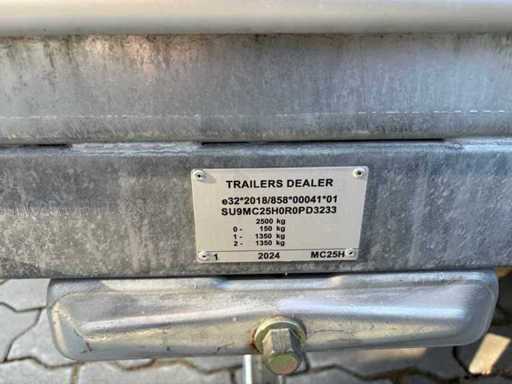 TRAILERS DEALER
e32*2018/858*00041*01
SU9MC25H0R0PD3233
2500 kg
0 - 150 kg
1 - 1350 kg
2 - 1350 kg
1 2024 MC25H